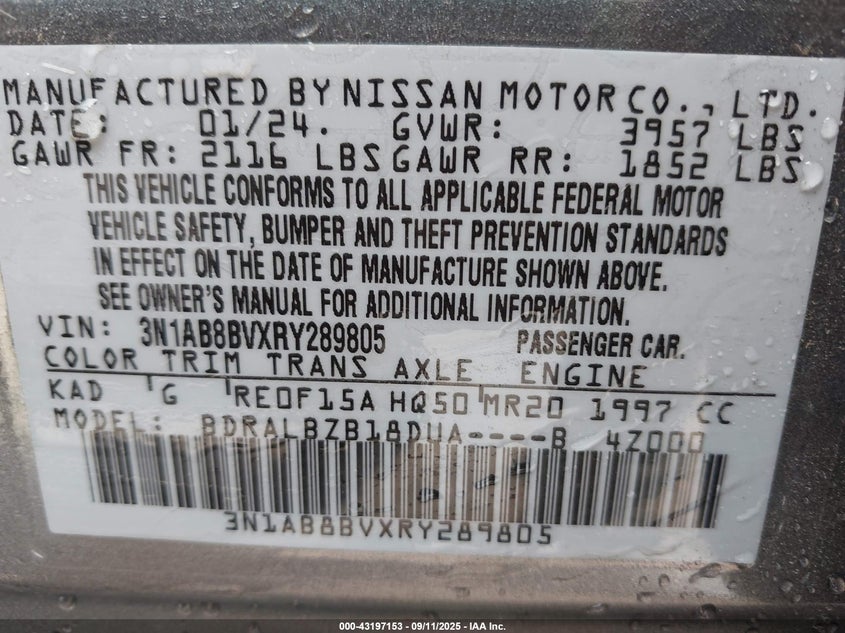 MANUFACTURED BY NISSAN MOTOR CO., LTD.
DATE: 01/24. GVWR: 3957 LBS
GAWR FR: 2116 LBS GAWR RR: 1852 LBS
THIS VEHICLE CONFORMS TO ALL APPLICABLE FEDERAL MOTOR
VEHICLE SAFETY, BUMPER AND THEFT PREVENTION STANDARDS
IN EFFECT ON THE DATE OF MANUFACTURE SHOWN ABOVE.
SEE OWNER'S MANUAL FOR ADDITIONAL INFORMATION.
VIN: 3N1AB8BVXRY289805 PASSENGER CAR.
COLOR TRIM TRANS AXLE ENGINE
KAD G RE0F15A HQ50 MR20 1997 CC
MODEL: BDRALBZB18DUA----B 4Z000
3N1AB8BVXRY289805
000-43197153 - 09/11/2025 - IAA Inc.